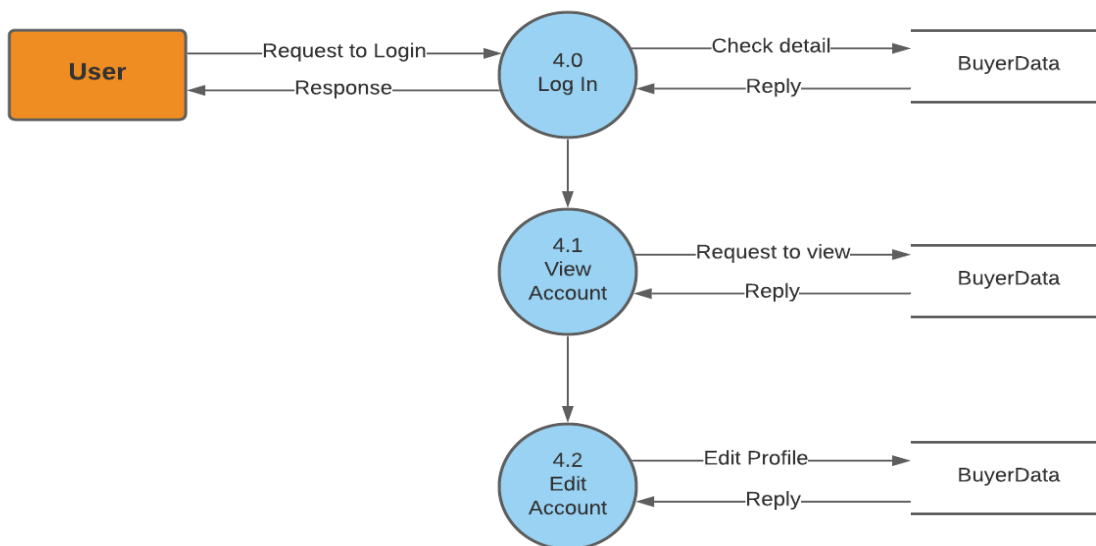 User
Request to Login
Response
4.0
Log In
Check detail
Reply
BuyerData
4.1
View
Account
Request to view
Reply
BuyerData
4.2
Edit
Account
Edit Profile
Reply
BuyerData